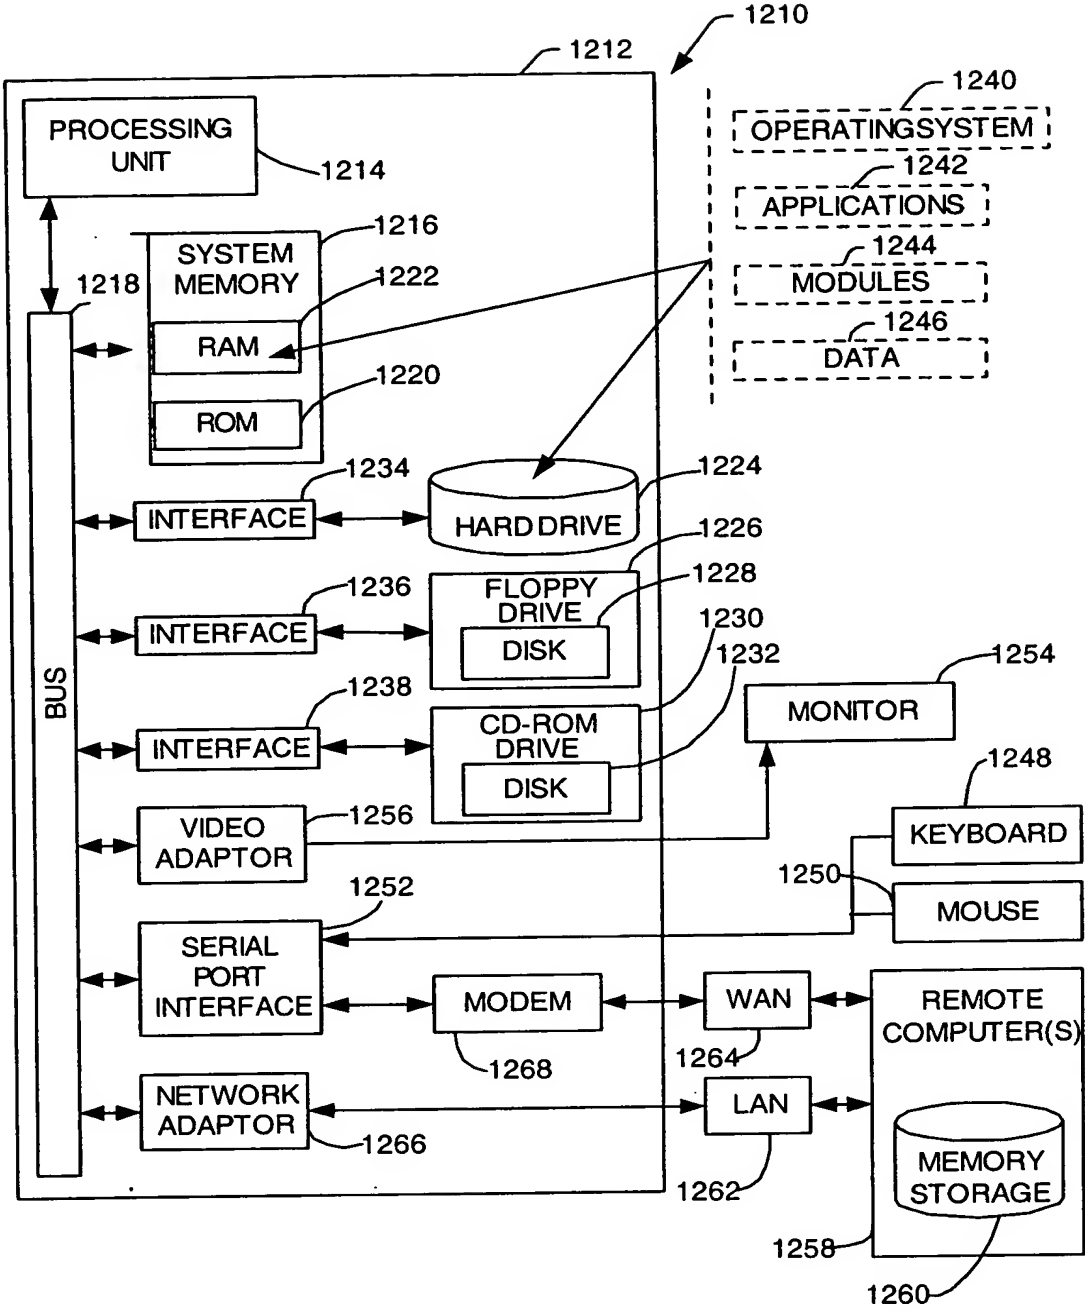 1210
1212
1240
OPERATINGSYSTEM
PROCESSING
UNIT
1214
1242
APPLICATIONS
1216
SYSTEM
MEMORY
1244
MODULES
1218
1222
RAM
1246
DATA
1220
ROM
1234
INTERFACE
1224
HARD DRIVE
1226
1236
INTERFACE
FLOPPY
DRIVE
1228
DISK
1230
1232
BUS
1254
MONITOR
1238
INTERFACE
CD-ROM
DRIVE
DISK
1248
KEYBOARD
1256
VIDEO
ADAPTOR
1250
MOUSE
1252
SERIAL
PORT
INTERFACE
MODEM
1268
WAN
1264
REMOTE
COMPUTER(S)
NETWORK
ADAPTOR
1266
LAN
1262
MEMORY
STORAGE
1258
1260